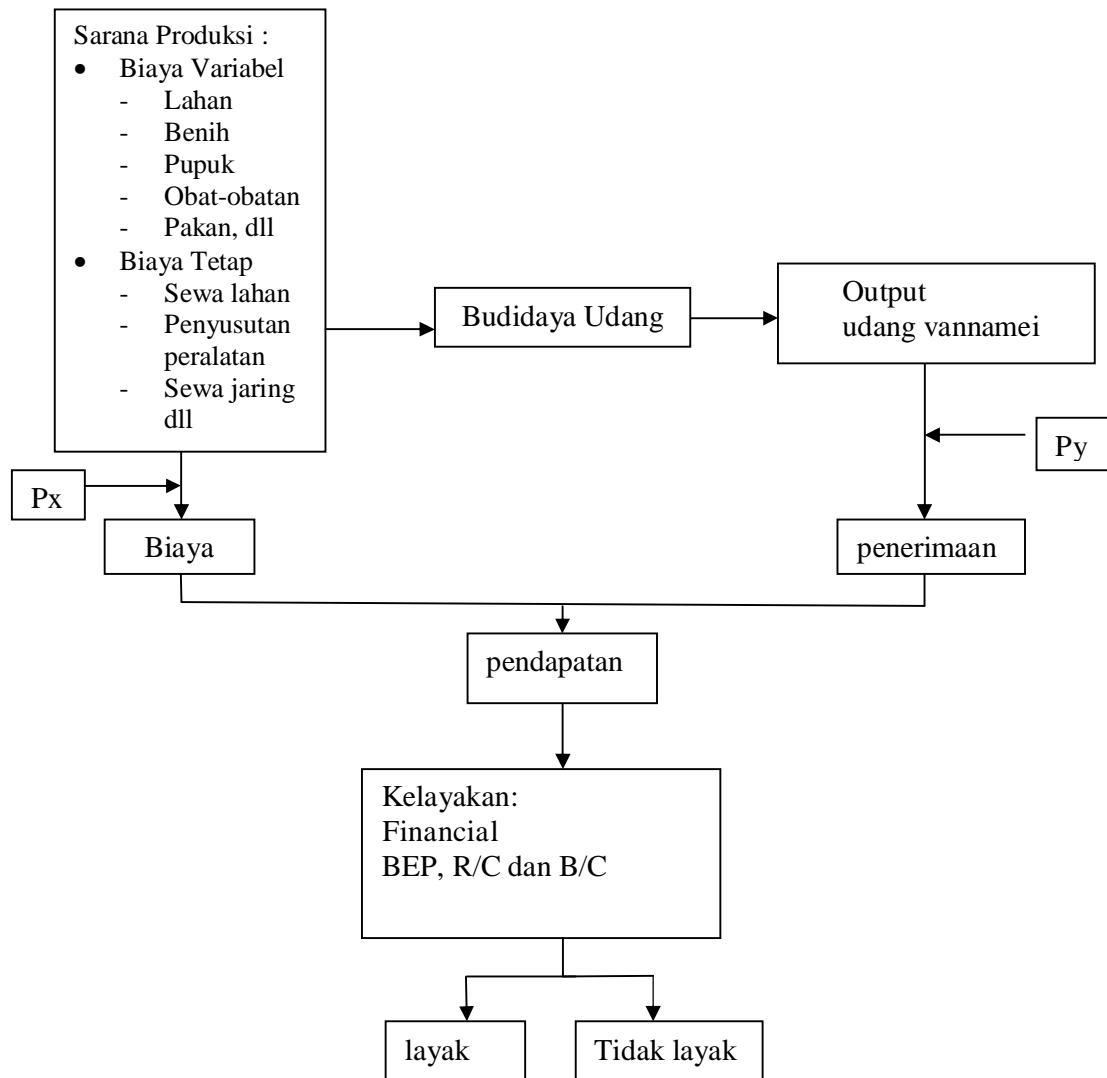 Sarana Produksi :
• Biaya Variabel
- Lahan
- Benih
- Pupuk
- Obat-obatan
- Pakan, dll
• Biaya Tetap
- Sewa lahan
- Penyusutan
peralatan
- Sewa jaring
dll
Budidaya Udang
Output
udang vannamei
Px
Py
Biaya
penerimaan
pendapatan
Kelayakan:
Financial
BEP, R/C dan B/C
layak
Tidak layak